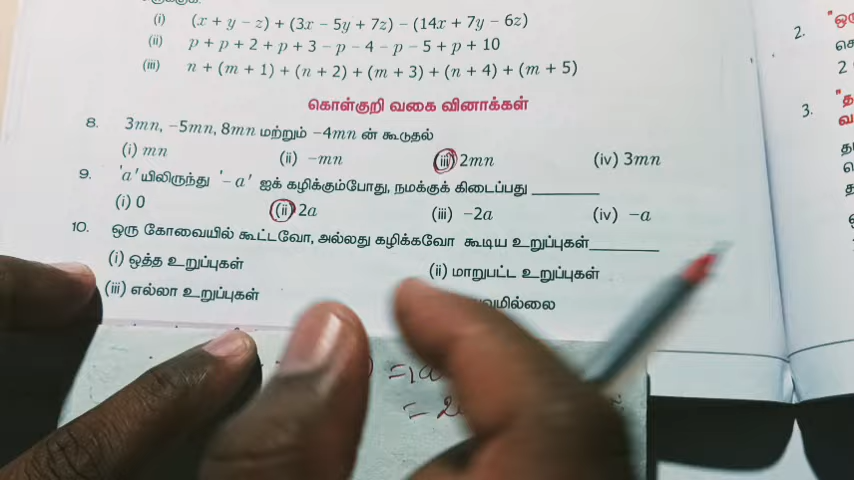 (i) (x + y − z) + (3x − 5y + 7z) − (14x + 7y − 6z)
(ii) p + p + 2 + p + 3 − p − 4 − p − 5 + p + 10
(iii) n + (m + 1) + (n + 2) + (m + 3) + (n + 4) + (m + 5)
கொள்குறி வகை வினாக்கள்
8. 3mn, −5mn, 8mn மற்றும் −4mn ன் கூடுதல்
(i) mn (ii) −mn (iii) 2mn (iv) 3mn
9. 'a' யிலிருந்து '− a' ஐக் கழிக்கும்போது, நமக்குக் கிடைப்பது ________
(i) 0 (ii) 2a (iii) −2a (iv) −a
10. ஒரு கோவையில் கூட்டவோ, அல்லது கழிக்கவோ கூடிய உறுப்புகள்________
(i) ஒத்த உறுப்புகள் (ii) மாறுபட்ட உறுப்புகள்
(iii) எல்லா உறுப்புகள்
2.
3.